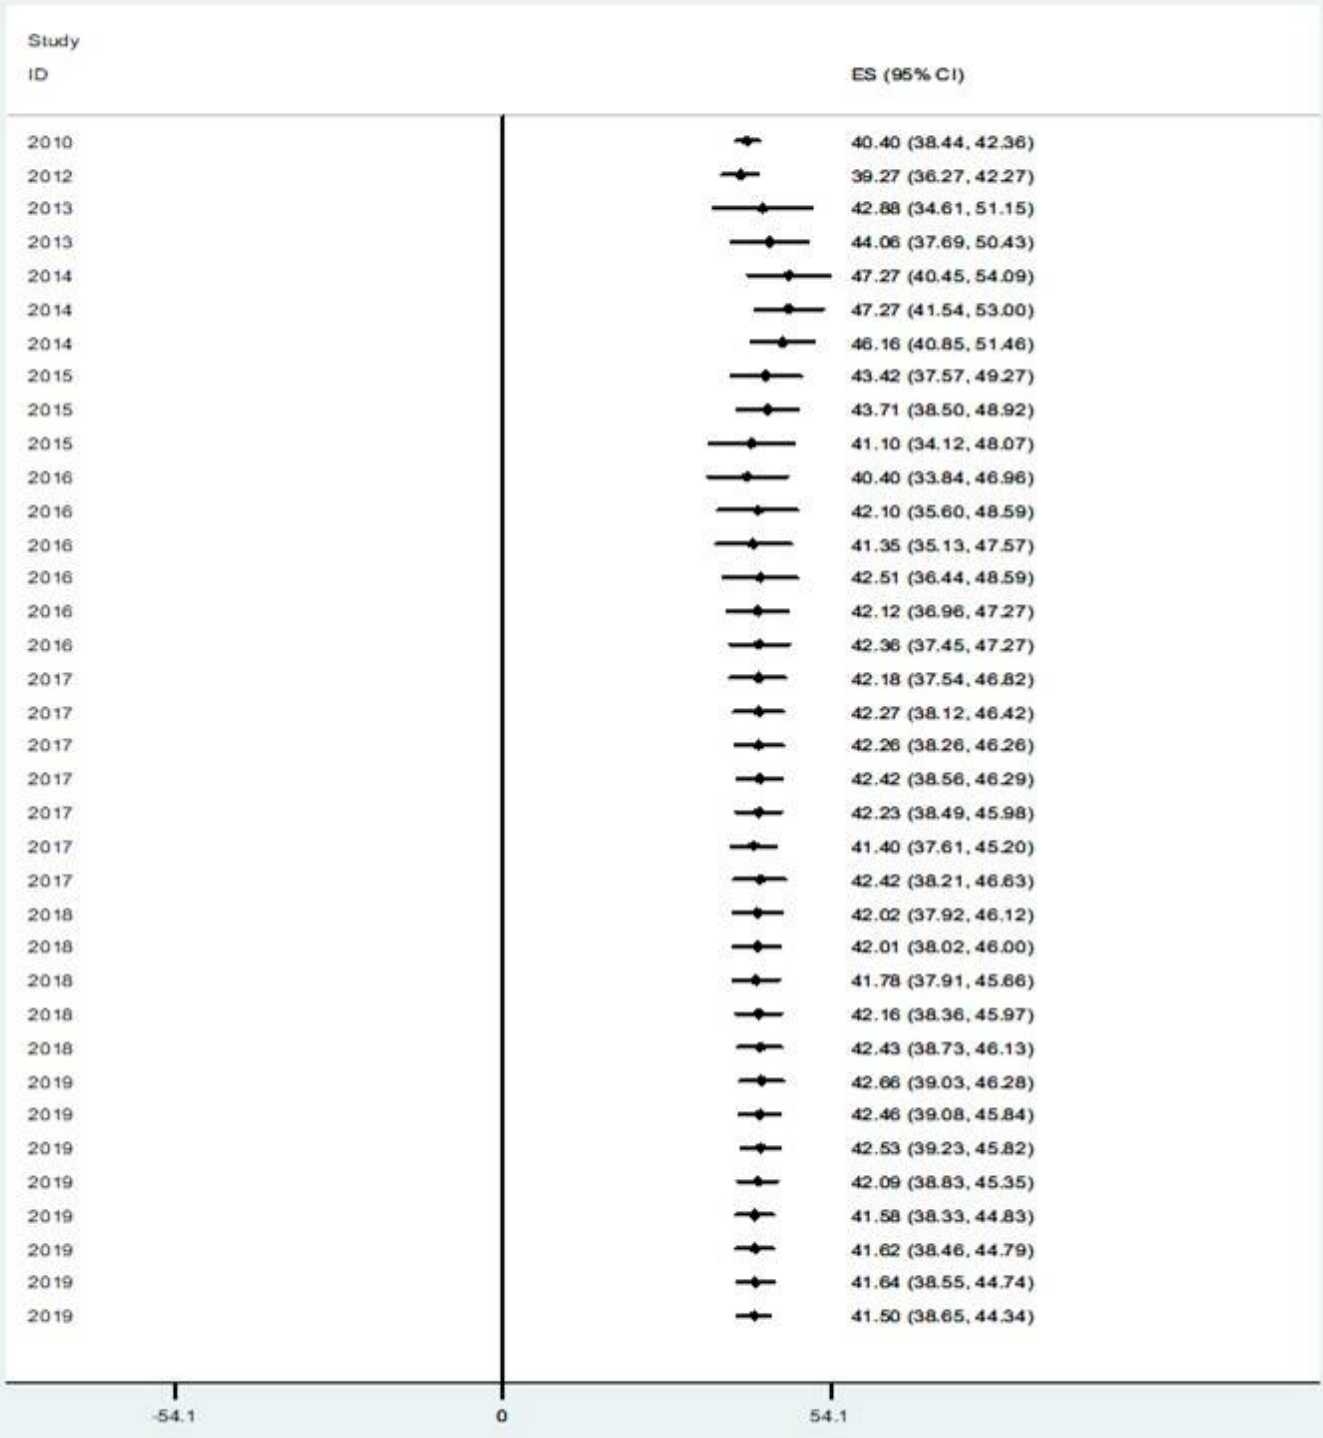 Study
ID ES (95% CI)
2010 40.40 (38.44, 42.36)
2012 39.27 (36.27, 42.27)
2013 42.88 (34.61, 51.15)
2013 44.06 (37.69, 50.43)
2014 47.27 (40.45, 54.09)
2014 47.27 (41.54, 53.00)
2014 46.16 (40.85, 51.46)
2015 43.42 (37.57, 49.27)
2015 43.71 (38.50, 48.92)
2015 41.10 (34.12, 48.07)
2016 40.40 (33.84, 46.96)
2016 42.10 (35.60, 48.59)
2016 41.35 (35.13, 47.57)
2016 42.51 (36.44, 48.59)
2016 42.12 (36.96, 47.27)
2016 42.36 (37.45, 47.27)
2017 42.18 (37.54, 46.82)
2017 42.27 (38.12, 46.42)
2017 42.26 (38.26, 46.26)
2017 42.42 (38.56, 46.29)
2017 42.23 (38.49, 45.98)
2017 41.40 (37.61, 45.20)
2017 42.42 (38.21, 46.63)
2018 42.02 (37.92, 46.12)
2018 42.01 (38.02, 46.00)
2018 41.78 (37.91, 45.66)
2018 42.16 (38.36, 45.97)
2018 42.43 (38.73, 46.13)
2019 42.66 (39.03, 46.28)
2019 42.46 (39.08, 45.84)
2019 42.53 (39.23, 45.82)
2019 42.09 (38.83, 45.35)
2019 41.58 (38.33, 44.83)
2019 41.62 (38.46, 44.79)
2019 41.64 (38.55, 44.74)
2019 41.50 (38.65, 44.34)
-54.1 0 54.1